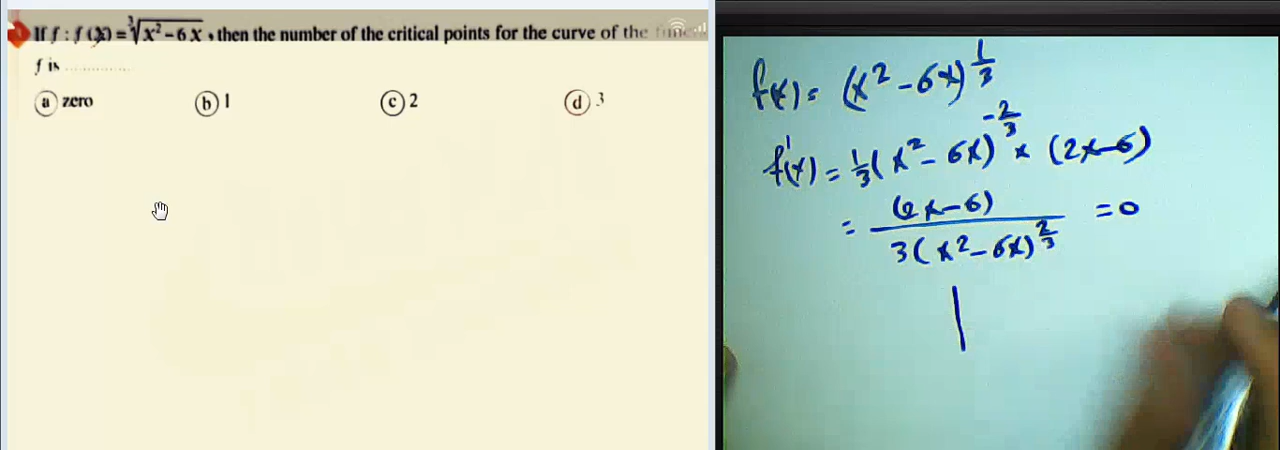 If f : f(x) = ∛(x² – 6x) , then the number of the critical points for the curve of the
f is ..............
ⓐ zero ⓑ 1 ⓒ 2 ⓓ 3
f(x) = (x² – 6x)^(1/3)
f'(x) = 1/3 (x² – 6x)^(-2/3) × (2x – 6)
= (2x – 6) / 3(x² – 6x)^(2/3) = 0